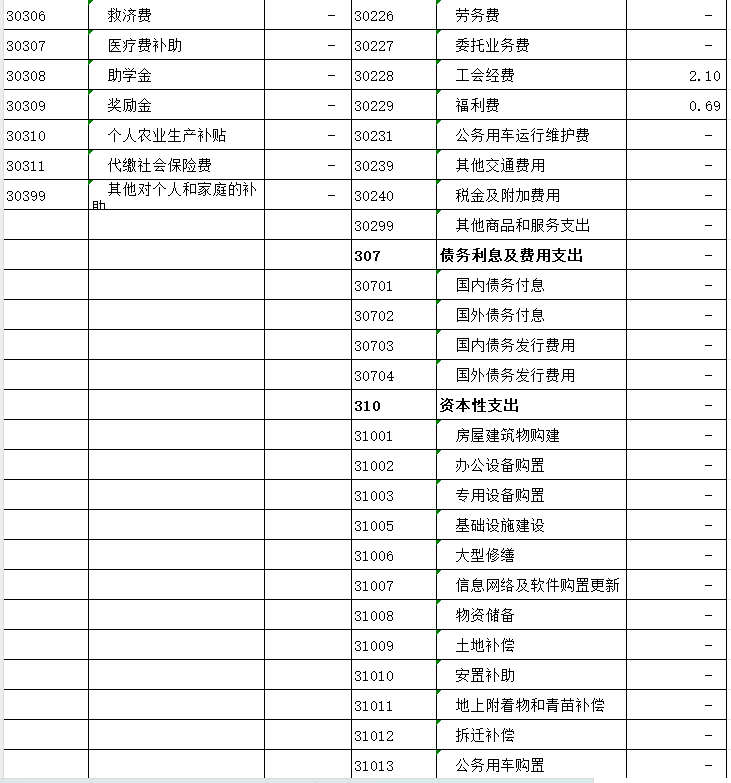 30306 救济费 - 30226 劳务费 -
30307 医疗费补助 - 30227 委托业务费 -
30308 助学金 - 30228 工会经费 2.10
30309 奖励金 - 30229 福利费 0.69
30310 个人农业生产补贴 - 30231 公务用车运行维护费 -
30311 代缴社会保险费 - 30239 其他交通费用 -
30399 其他对个人和家庭的补助 - 30240 税金及附加费用 -
30299 其他商品和服务支出 -
307 债务利息及费用支出 -
30701 国内债务付息 -
30702 国外债务付息 -
30703 国内债务发行费用 -
30704 国外债务发行费用 -
310 资本性支出 -
31001 房屋建筑物购建 -
31002 办公设备购置 -
31003 专用设备购置 -
31005 基础设施建设 -
31006 大型修缮 -
31007 信息网络及软件购置更新 -
31008 物资储备 -
31009 土地补偿 -
31010 安置补助 -
31011 地上附着物和青苗补偿 -
31012 拆迁补偿 -
31013 公务用车购置 -